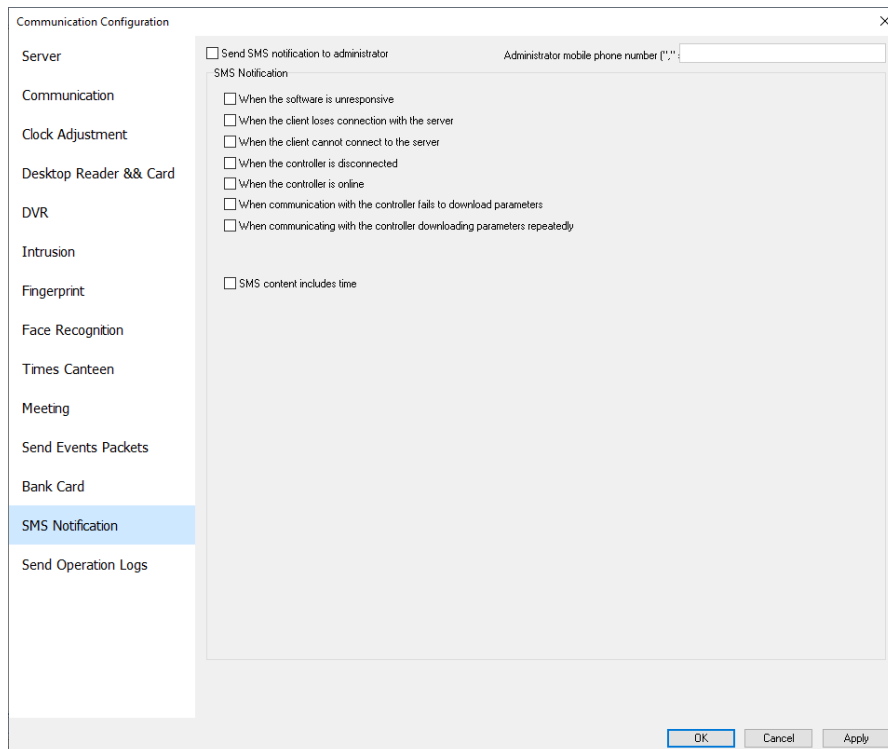 Communication Configuration
Server
Communication
Clock Adjustment
Desktop Reader && Card
DVR
Intrusion
Fingerprint
Face Recognition
Times Canteen
Meeting
Send Events Packets
Bank Card
SMS Notification
Send Operation Logs
Send SMS notification to administrator
Administrator mobile phone number (","
SMS Notification
When the software is unresponsive
When the client loses connection with the server
When the client cannot connect to the server
When the controller is disconnected
When the controller is online
When communication with the controller fails to download parameters
When communicating with the controller downloading parameters repeatedly
SMS content includes time
OK
Cancel
Apply